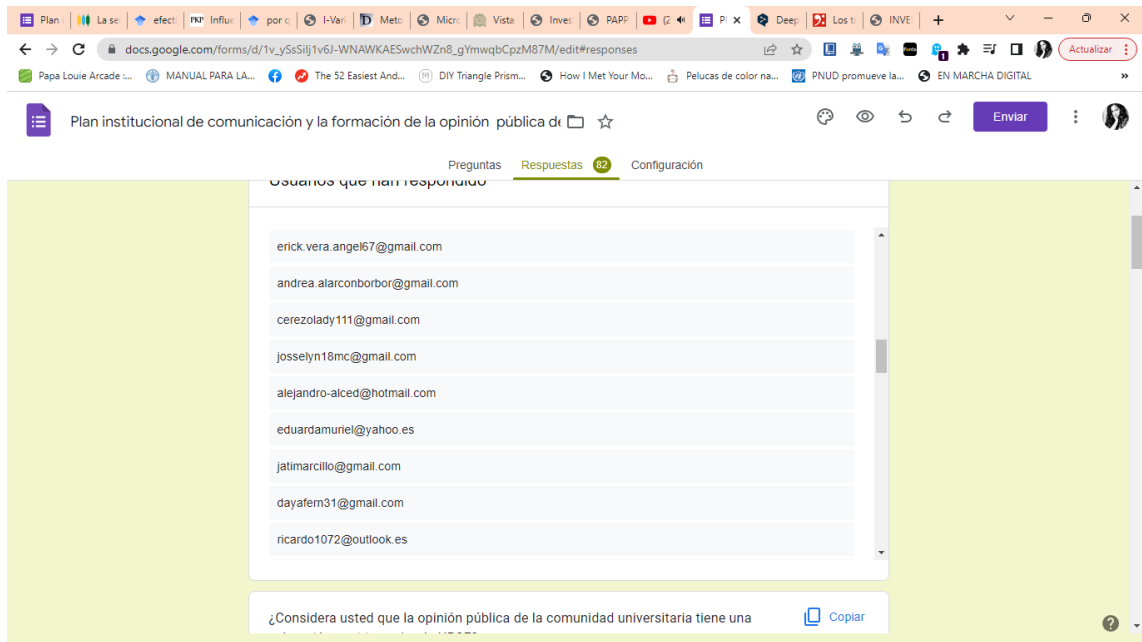 Plan i
La se
efecti
PKP Influe
por q
I-Vari
D Meto
Micro
Vista
Inves
PAPF
(2
Pl
Deep
Los t
INVE
docs.google.com/forms/d/1v_ySsSilj1v6J-WNAWKAESwchWZn8_gYmwqbCpzM87M/edit#responses
Actualizar
Papa Louie Arcade :...
MANUAL PARA LA...
The 52 Easiest And...
DIY Triangle Prism...
How I Met Your Mo...
Pelucas de color na...
PNUD promueve la...
EN MARCHA DIGITAL
Plan institucional de comunicación y la formación de la opinión pública de
Enviar
Preguntas Respuestas 82 Configuración
Usuarios que han respondido
erick.vera.angel67@gmail.com
andrea.alarconborbor@gmail.com
cerezolady111@gmail.com
josselyn18mc@gmail.com
alejandro-alced@hotmail.com
eduardamuriel@yahoo.es
jatimarcillo@gmail.com
dayafern31@gmail.com
ricardo1072@outlook.es
¿Considera usted que la opinión pública de la comunidad universitaria tiene una
Copiar